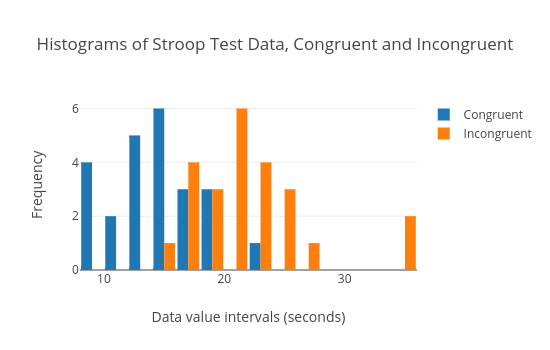 Histograms of Stroop Test Data, Congruent and Incongruent
Congruent
Incongruent
Frequency
6
4
2
0
10 20 30
Data value intervals (seconds)